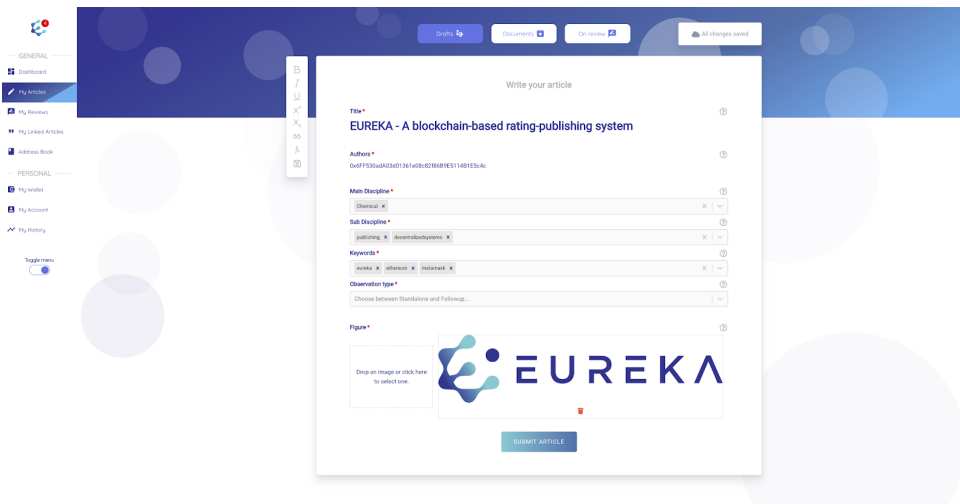 4
GENERAL
Dashboard
My Articles
My Reviews
My Linked Articles
Address Book
PERSONAL
My Wallet
My Account
My History
Toggle menu
Drafts
Documents
On review
All changes saved
B
I
U
X^
X,
Write your article
Title *
EUREKA - A blockchain-based rating-publishing system
Authors *
Main Discipline *
Chemical x
Sub Discipline *
publishing x decentralizedsystems x
Keywords *
eureka x ethereum x metamask x
Observation type *
Choose between Standalone and Followup...
Figure *
Drop an image or click here
to select one.
EUREKA
SUBMIT ARTICLE